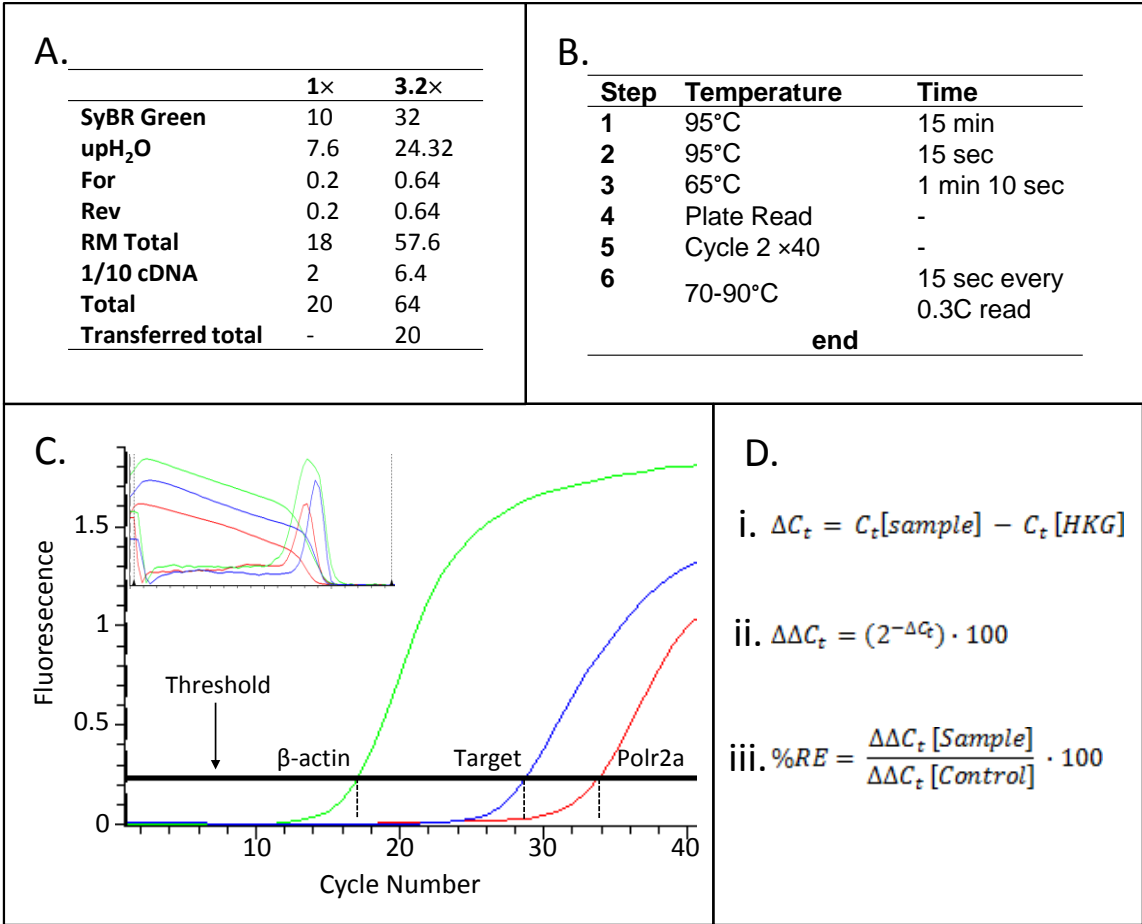 A.
1× 3.2×
SyBR Green 10 32
upH₂O 7.6 24.32
For 0.2 0.64
Rev 0.2 0.64
RM Total 18 57.6
1/10 cDNA 2 6.4
Total 20 64
Transferred total - 20
B.
Step Temperature Time
1 95°C 15 min
2 95°C 15 sec
3 65°C 1 min 10 sec
4 Plate Read -
5 Cycle 2 ×40 -
6 70-90°C 15 sec every
0.3C read
end
C.
Fluoresecence
1.5
1
0.5
0
Threshold
β-actin Target Polr2a
10 20 30 40
Cycle Number
D.
i. ΔCₜ = Cₜ[sample] − Cₜ [HKG]
ii. ΔΔCₜ = (2^−ΔCₜ) · 100
iii. %RE = ΔΔCₜ [Sample] / ΔΔCₜ [Control] · 100